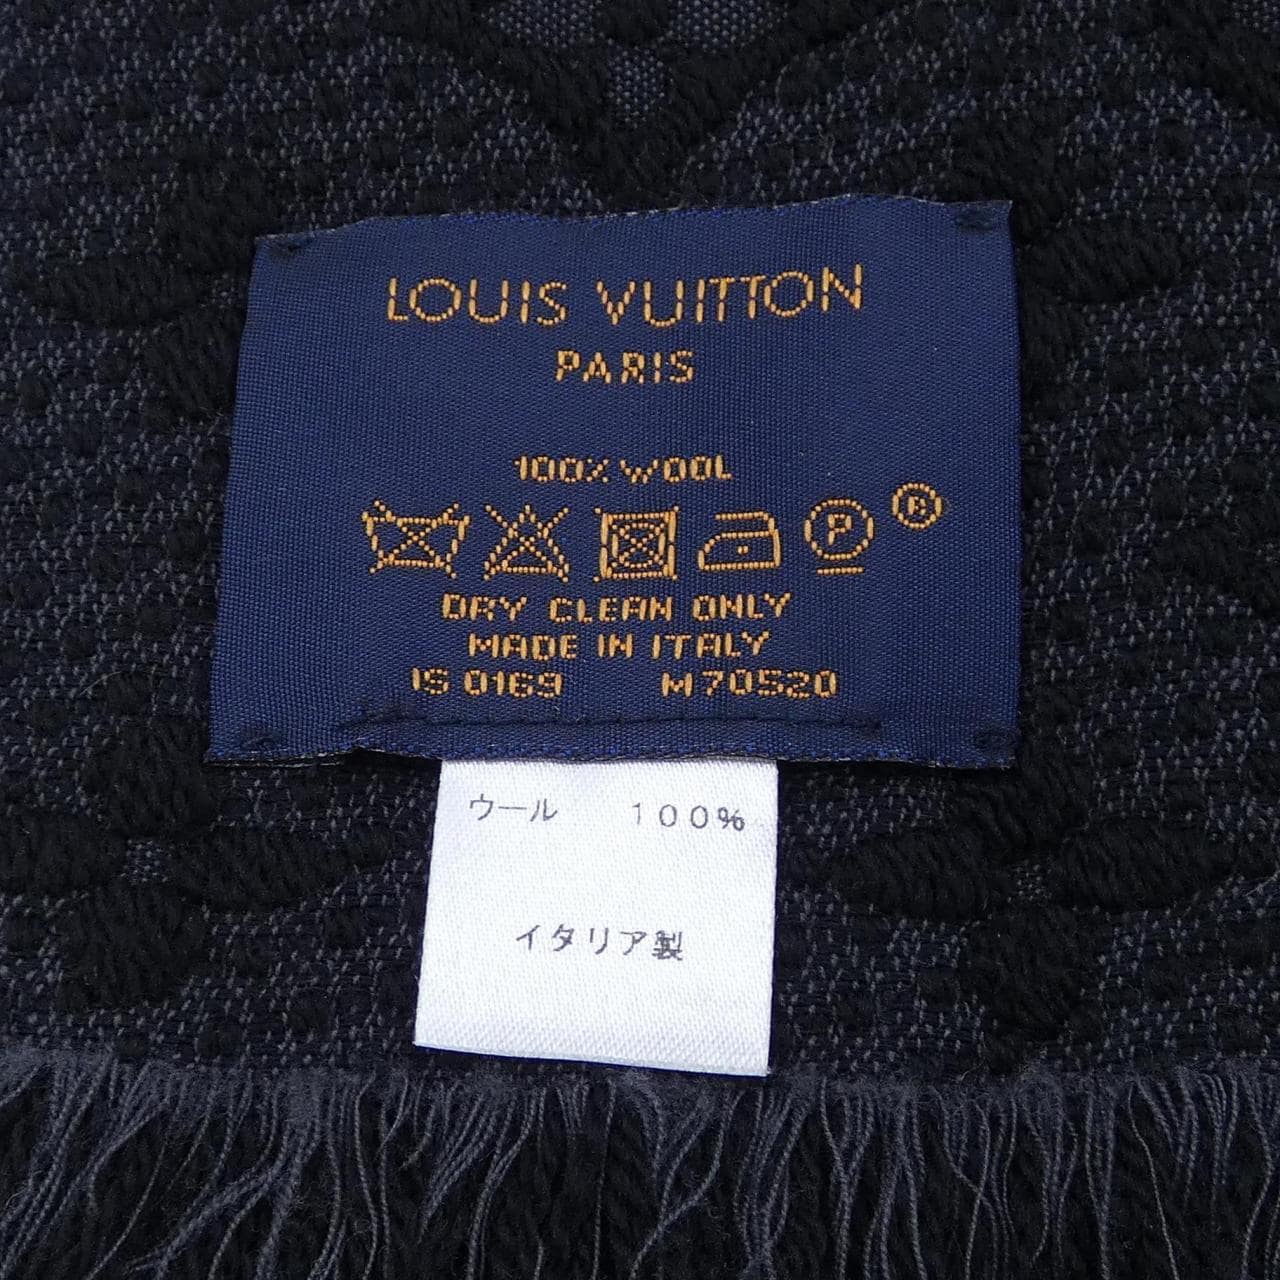 LOUIS VUITTON
PARIS
100% WOOL
P ®
DRY CLEAN ONLY
MADE IN ITALY
IS 0169 M70520
ウール 100%
イタリア製